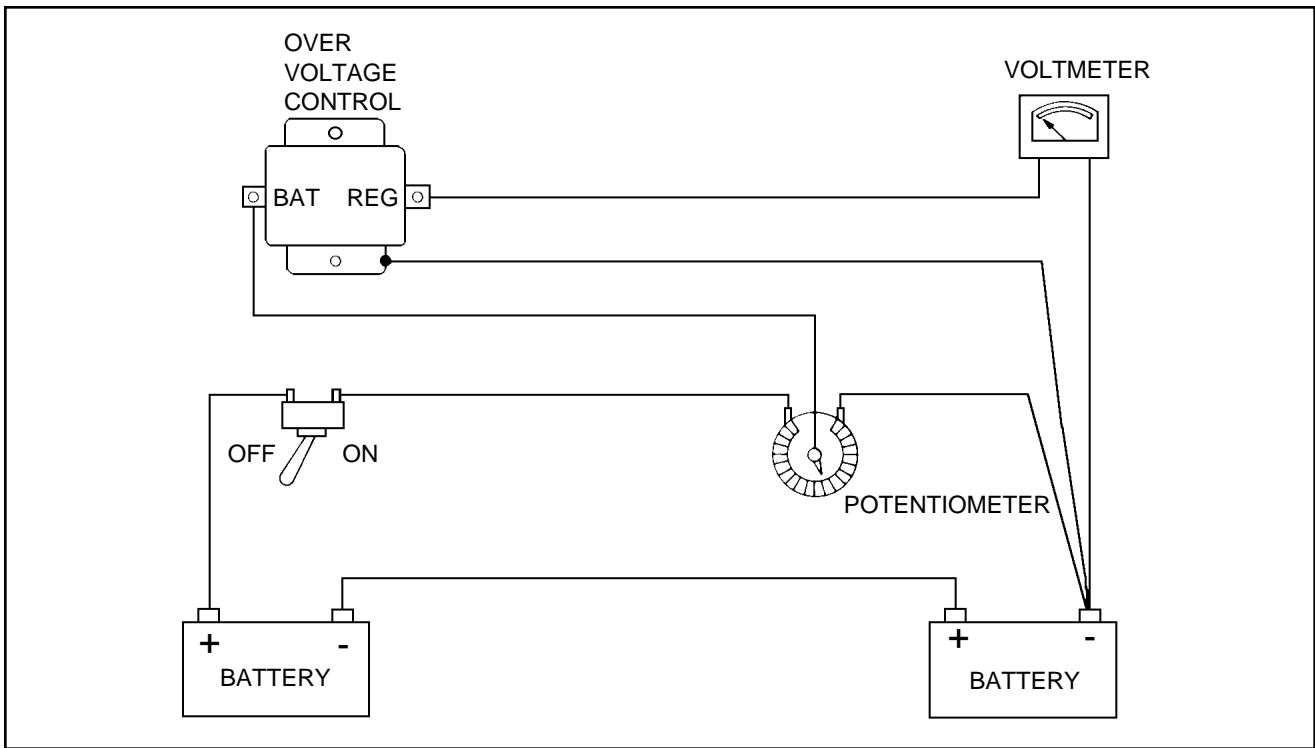 OVER
VOLTAGE
CONTROL
VOLTMETER
BAT REG
OFF ON
POTENTIOMETER
+ -
BATTERY
+ -
BATTERY